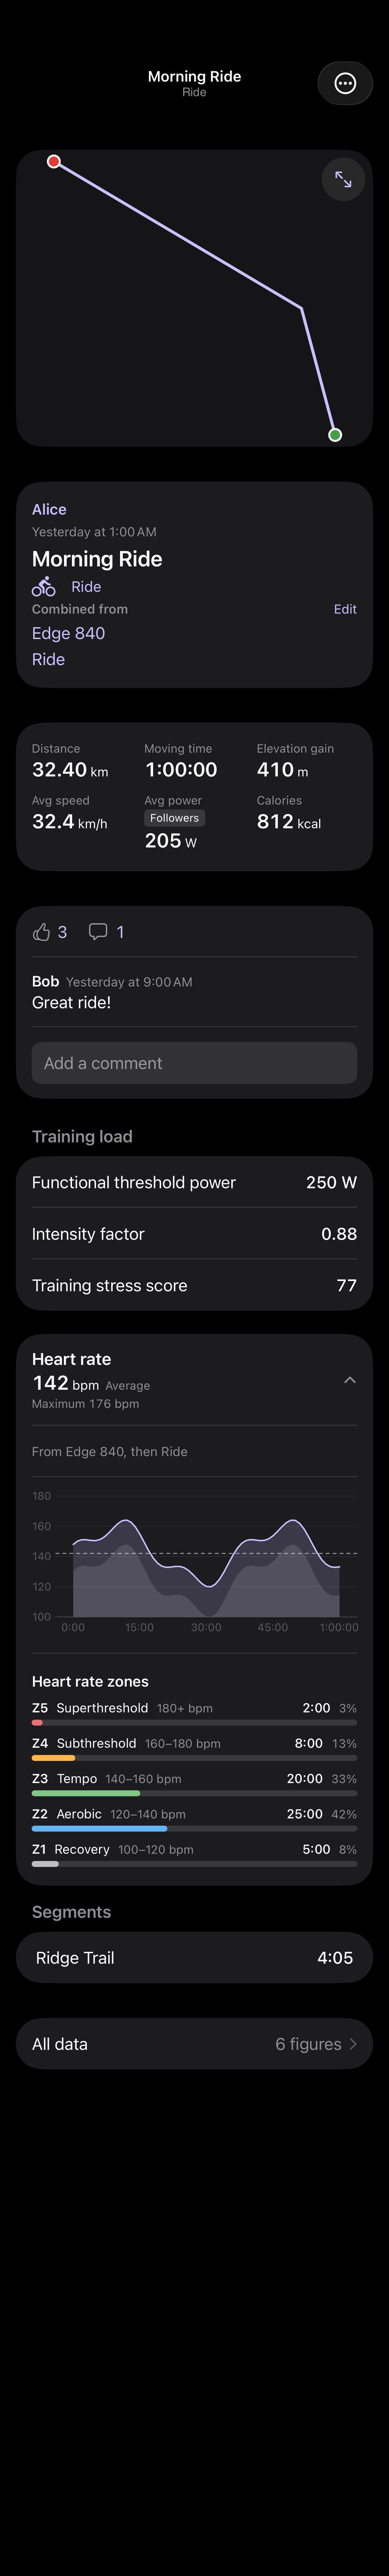 Morning Ride
Ride
Alice
Yesterday at 1:00 AM
Morning Ride
Ride
Combined from Edit
Edge 840
Ride
Distance Moving time Elevation gain
32.40 km 1:00:00 410 m
Avg speed Avg power Calories
32.4 km/h Followers 812 kcal
205 W
3 1
Bob Yesterday at 9:00 AM
Great ride!
Add a comment
Training load
Functional threshold power 250 W
Intensity factor 0.88
Training stress score 77
Heart rate
142 bpm Average
Maximum 176 bpm
From Edge 840, then Ride
180
160
140
120
100
0:00 15:00 30:00 45:00 1:00:00
Heart rate zones
Z5 Superthreshold 180+ bpm 2:00 3%
Z4 Subthreshold 160–180 bpm 8:00 13%
Z3 Tempo 140–160 bpm 20:00 33%
Z2 Aerobic 120–140 bpm 25:00 42%
Z1 Recovery 100–120 bpm 5:00 8%
Segments
Ridge Trail 4:05
All data 6 figures